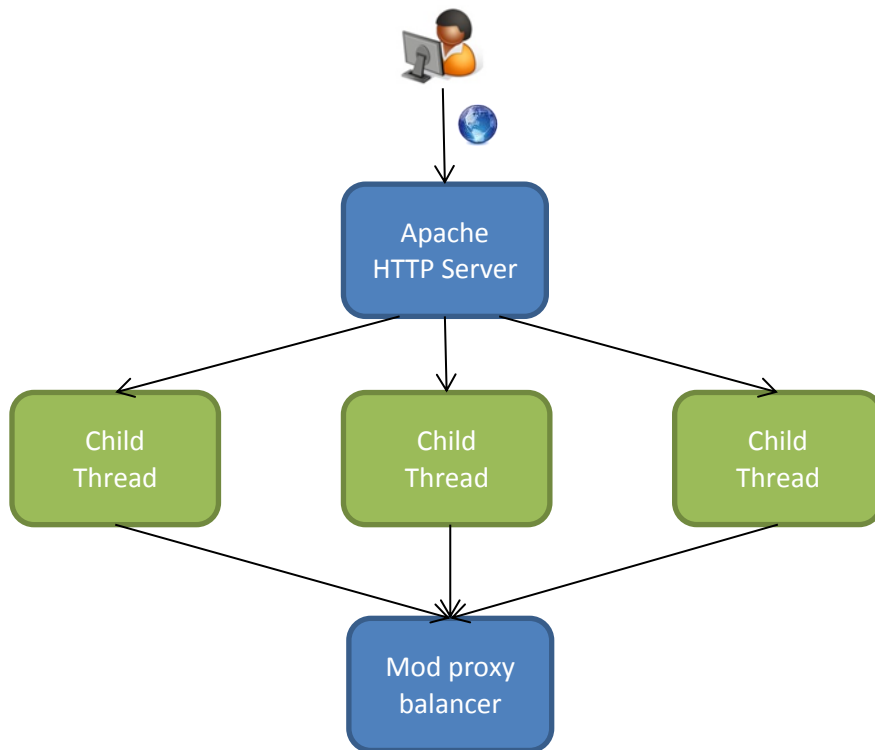 Apache
HTTP Server
Child
Thread
Child
Thread
Child
Thread
Mod proxy
balancer